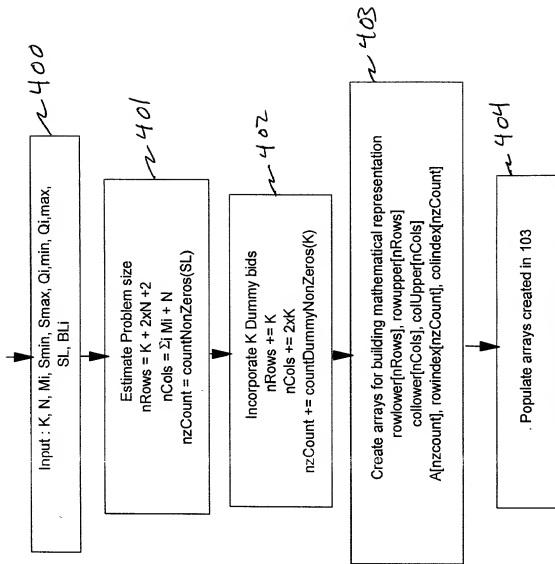 400
Input : K, N, Mi, Smin, Smax, Qi,min, Qi,max,
SL, BLi
401
Estimate Problem size
nRows = K + 2xN +2
nCols = Σi Mi + N
nzCount = countNonZeros(SL)
402
Incorporate K Dummy bids
nRows += K
nCols += 2xK
nzCount += countDummyNonZeros(K)
403
Create arrays for building mathematical representation
rowlower[nRows], rowupper[nRows]
collower[nCols], colUpper[nCols]
A[nzcount], rowindex[nzCount], colindex[nzCount]
404
. Populate arrays created in 103